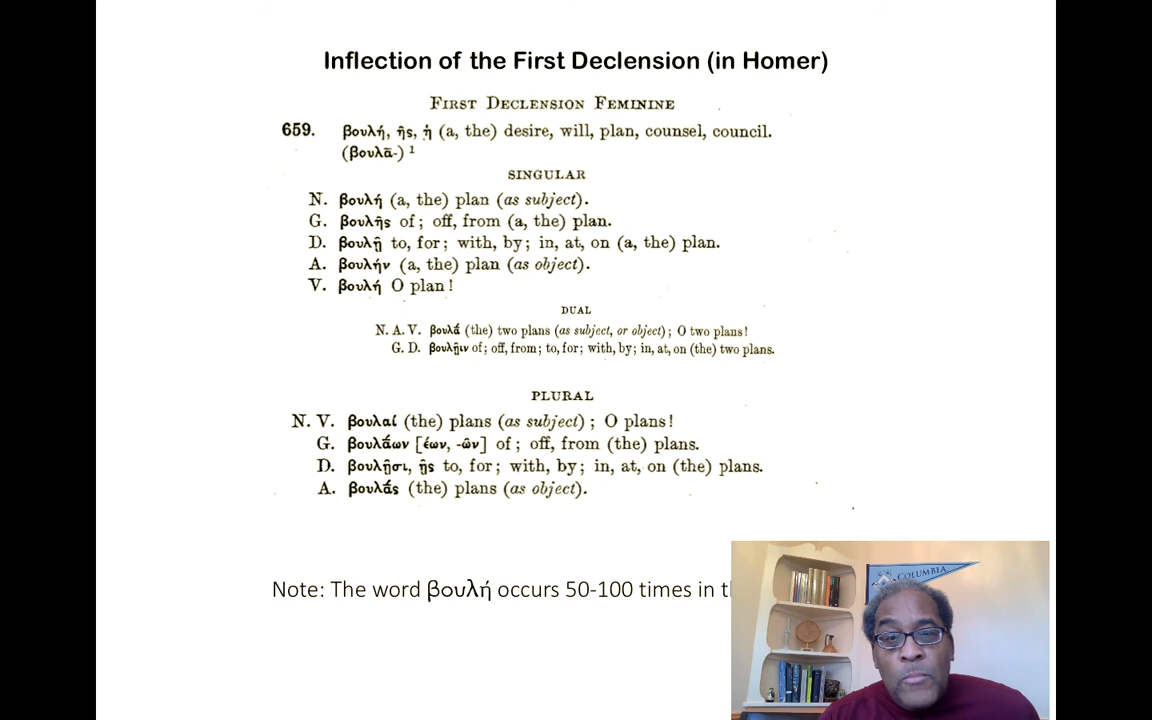 Inflection of the First Declension (in Homer)
First Declension Feminine
659. βουλή, ῆς, ἡ (a, the) desire, will, plan, counsel, council.
(βουλᾱ-) 1
SINGULAR
N. βουλή (a, the) plan (as subject).
G. βουλῆς of; off, from (a, the) plan.
D. βουλῇ to, for; with, by; in, at, on (a, the) plan.
A. βουλήν (a, the) plan (as object).
V. βουλή O plan!
DUAL
N. A. V. βουλᾱ́ (the) two plans (as subject, or object); O two plans!
G. D. βουλῇιν of; off, from; to, for; with, by; in, at, on (the) two plans.
PLURAL
N. V. βουλαί (the) plans (as subject); O plans!
G. βουλᾱ́ων [έων, -ῶν] of; off, from (the) plans.
D. βουλῇσι, ῇς to, for; with, by; in, at, on (the) plans.
A. βουλᾱ́ς (the) plans (as object).
Note: The word βουλή occurs 50-100 times in
COLUMBIA